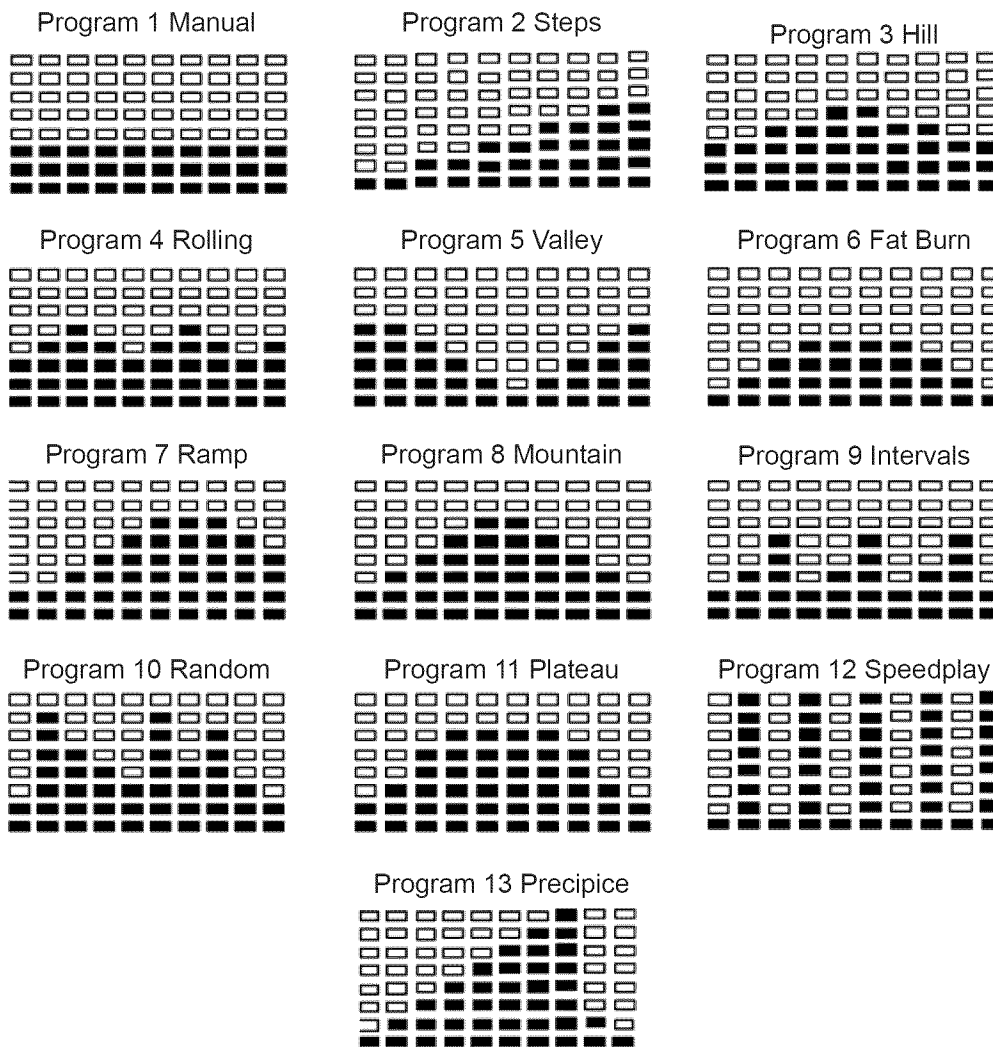 Program 1 Manual
Program 2 Steps
Program 3 Hill
Program 4 Rolling
Program 5 Valley
Program 6 Fat Burn
Program 7 Ramp
Program 8 Mountain
Program 9 Intervals
Program 10 Random
Program 11 Plateau
Program 12 Speedplay
Program 13 Precipice